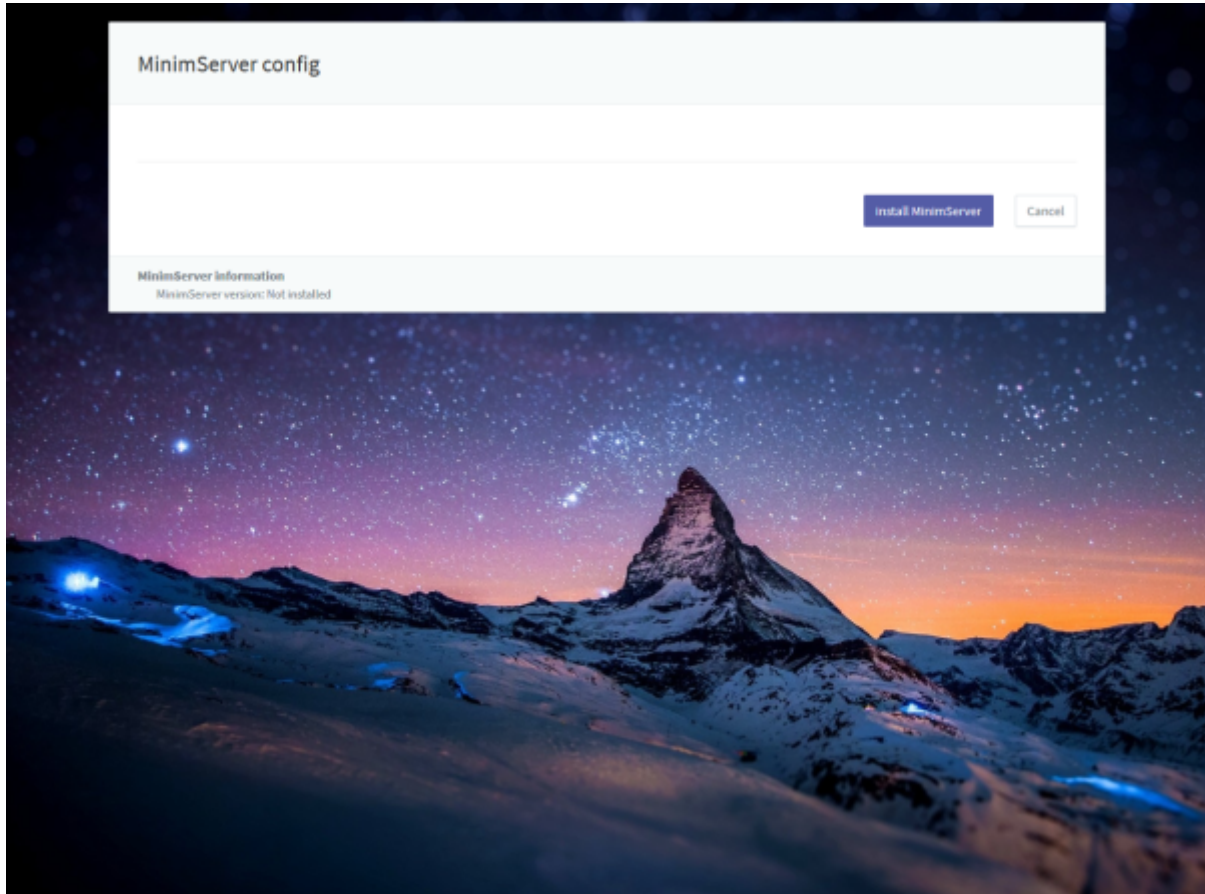 MinimServer config
Install MinimServer
Cancel
MinimServer information
MinimServer version: Not installed